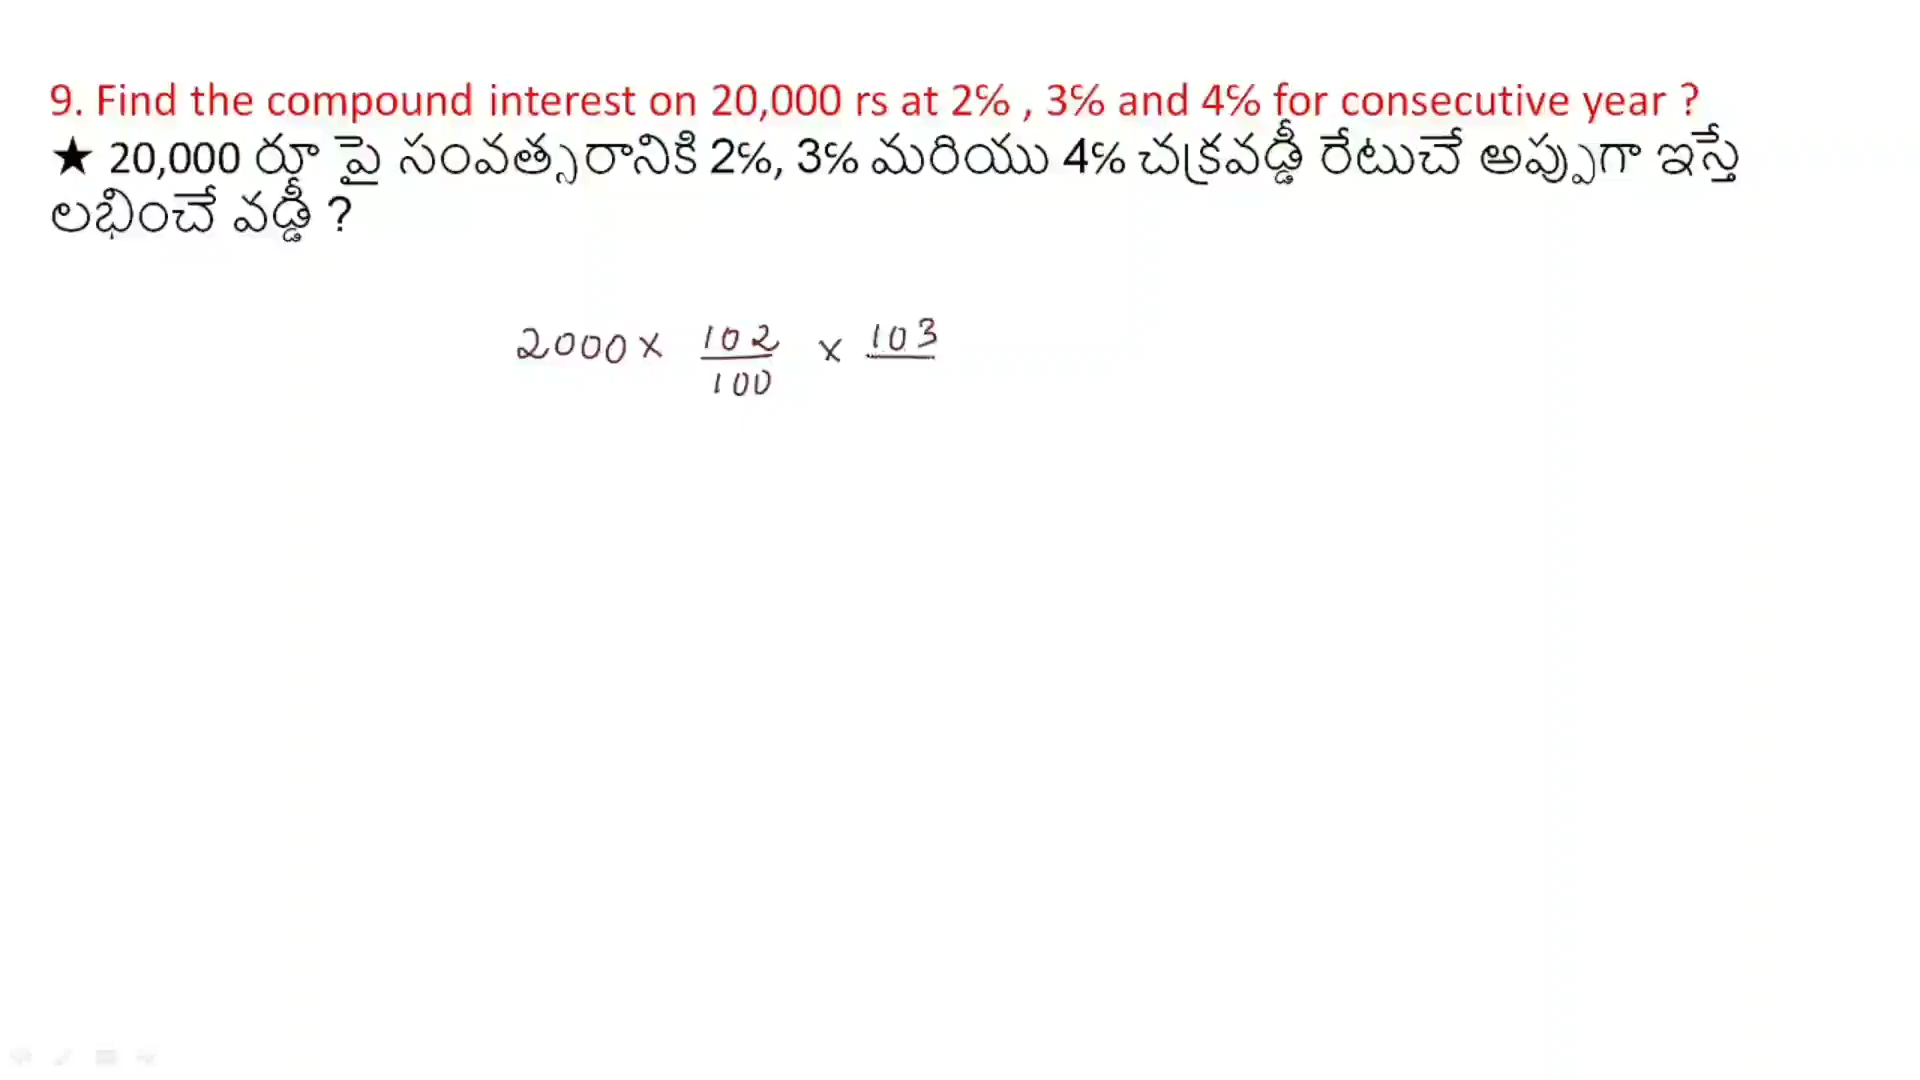 9. Find the compound interest on 20,000 rs at 2% , 3% and 4% for consecutive year ?
★ 20,000 రూ పై సంవత్సరానికి 2%, 3% మరియు 4% చక్రవడ్డీ రేటుచే అప్పుగా ఇస్తే
లభించే వడ్డీ ?
2000 × 102 × 103
100